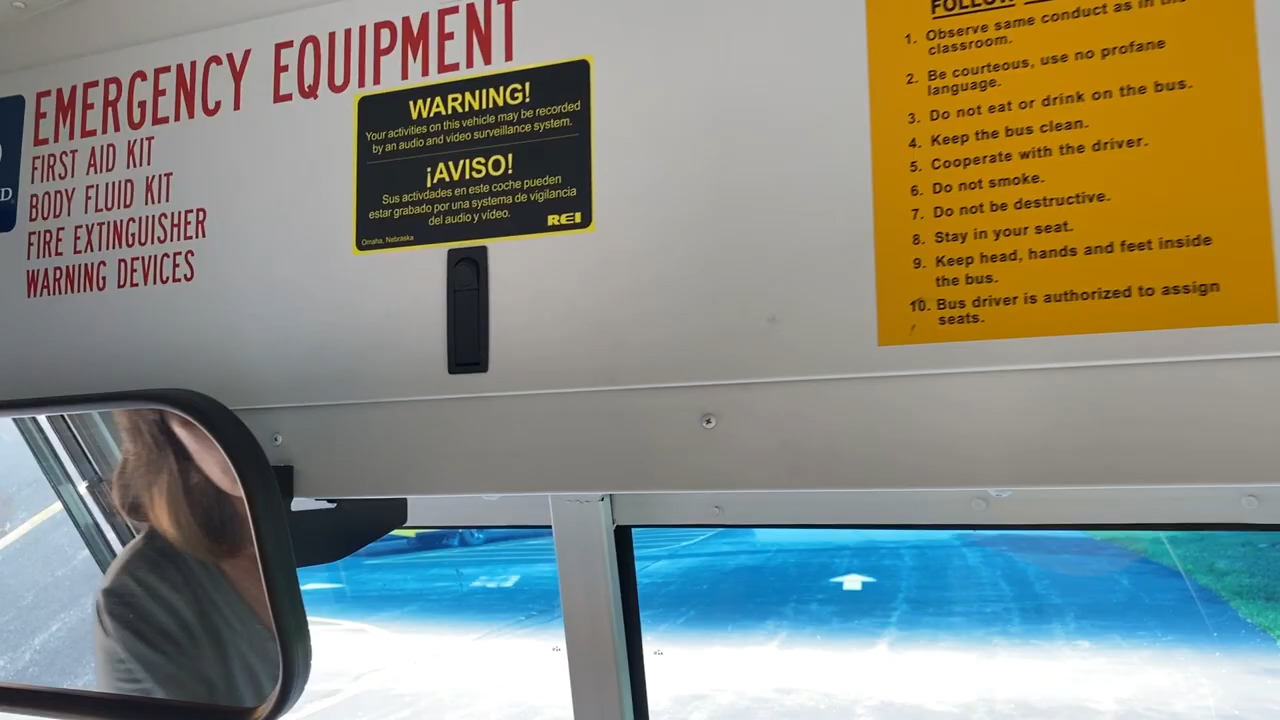 EMERGENCY EQUIPMENT
FIRST AID KIT
BODY FLUID KIT
FIRE EXTINGUISHER
WARNING DEVICES
WARNING!
Your activities on this vehicle may be recorded
by an audio and video surveillance system.
¡AVISO!
Sus activdades en este coche pueden
estar grabado por una systema de vigilancia
del audio y vídeo.
Omaha, Nebraska
REI
FOLLOW
1. Observe same conduct as in the
classroom.
2. Be courteous, use no profane
language.
3. Do not eat or drink on the bus.
4. Keep the bus clean.
5. Cooperate with the driver.
6. Do not smoke.
7. Do not be destructive.
8. Stay in your seat.
9. Keep head, hands and feet inside
the bus.
10. Bus driver is authorized to assign
seats.